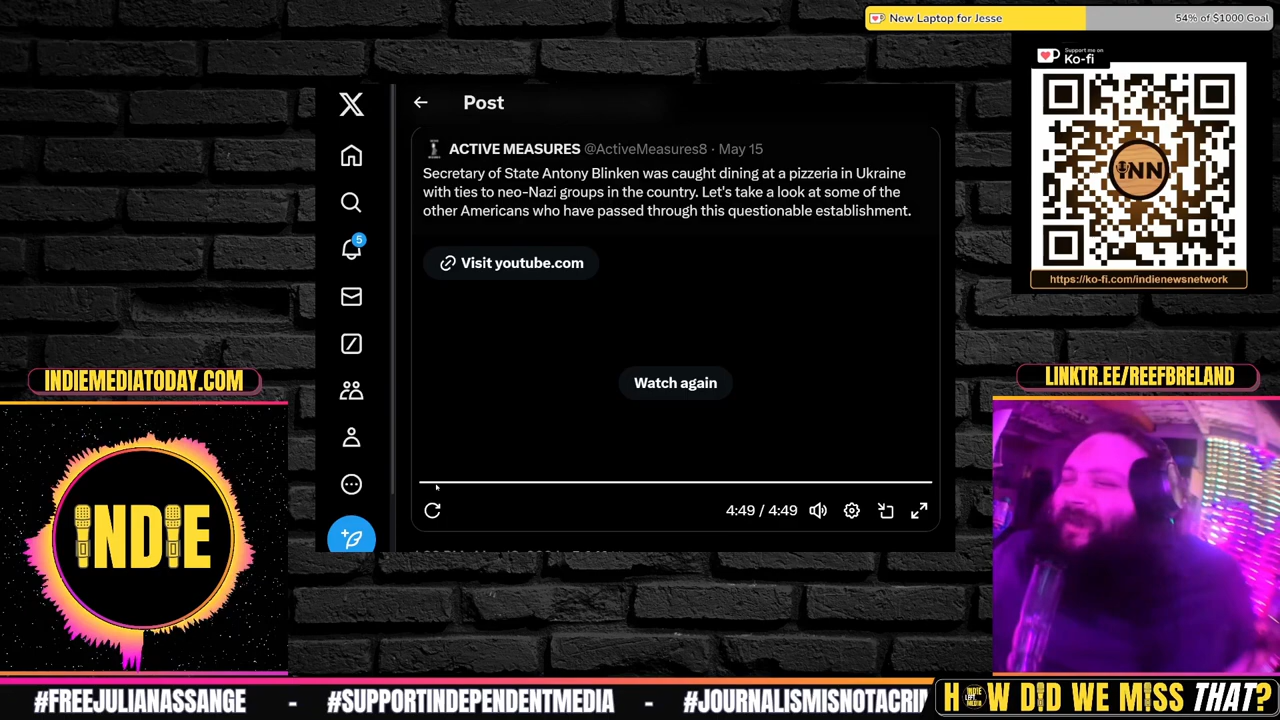 New Laptop for Jesse
54% of $1000 Goal
Support me on
Ko-fi
INN
https://ko-fi.com/indienewsnetwork
X
Post
ACTIVE MEASURES @ActiveMeasures8 · May 15
Secretary of State Antony Blinken was caught dining at a pizzeria in Ukraine
with ties to neo-Nazi groups in the country. Let's take a look at some of the
other Americans who have passed through this questionable establishment.
5
Visit youtube.com
Watch again
4:49 / 4:49
INDIEMEDIATODAY.COM
LINKTR.EE/REEFBRELAND
INDIE
#FREEJULIANASSANGE - #SUPPORTINDEPENDENT MEDIA - #JOURNALISMISNOTACRI
HOW DID WE MISS THAT?